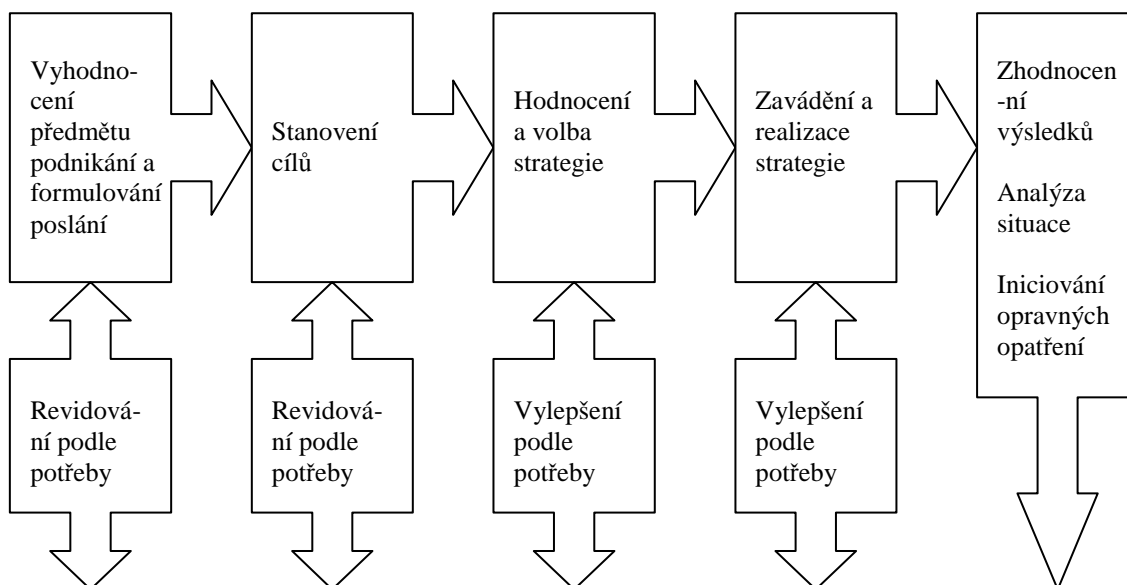 Vyhodno-
cení
předmětu
podnikání a
formulování
poslání
Stanovení
cílů
Hodnocení
a volba
strategie
Zavádění a
realizace
strategie
Zhodnocen
-ní
výsledků
Analýza
situace
Iniciování
opravných
opatření
Revidová-
ní podle
potřeby
Revidová-
ní podle
potřeby
Vylepšení
podle
potřeby
Vylepšení
podle
potřeby